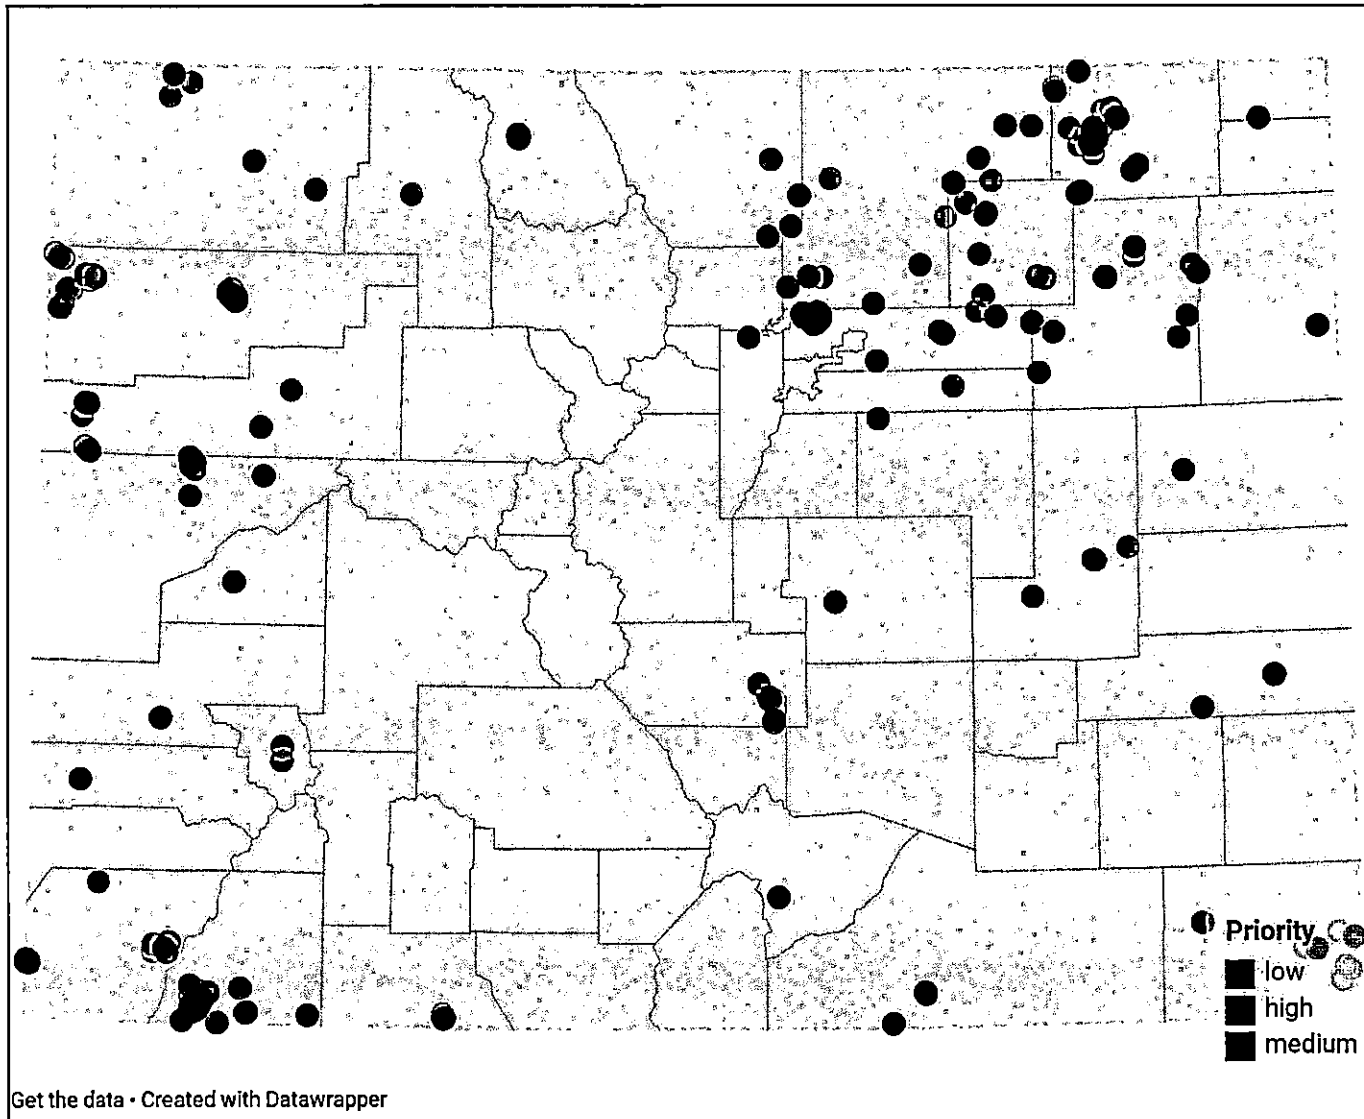 Priority
low
high
medium
Get the data • Created with Datawrapper